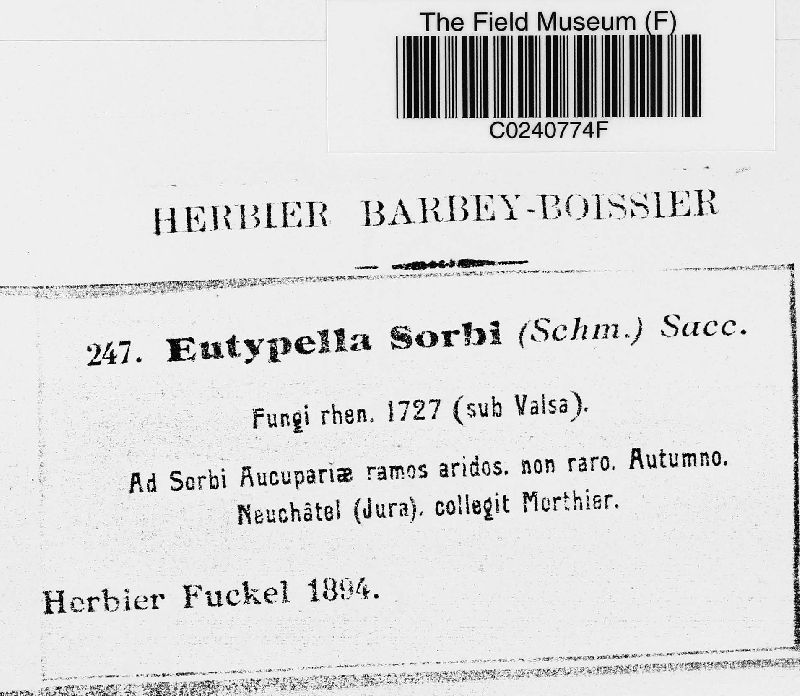 The Field Museum (F)
C0240774F
HERBIER BARBEY-BOISSIER
247. Eutypella Sorbi (Schm.) Sacc.
Fungi rhen. 1727 (sub Valsa).
Ad Sorbi Aucupariæ ramos aridos, non raro, Autumno.
Neuchâtel (Jura), collegit Morthier.
Herbier Fuckel 1894.